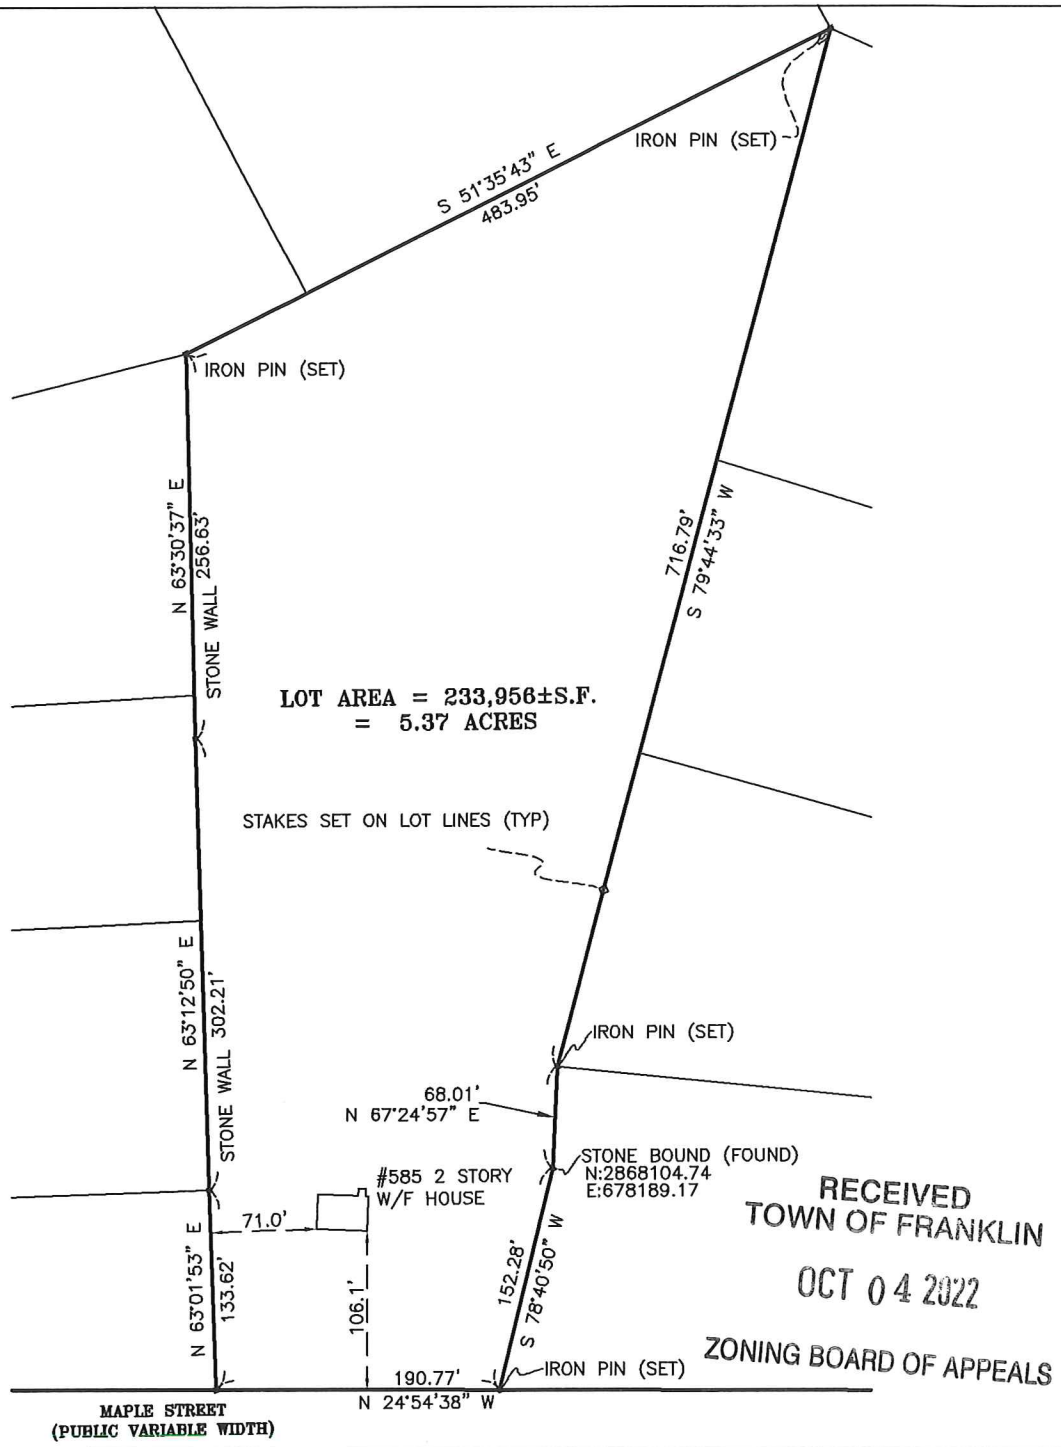 IRON PIN (SET)
S 51°35'43" E
483.95'
IRON PIN (SET)
N 63°30'37" E
STONE WALL 256.63'
716.79'
S 79°44'33" W
LOT AREA = 233,956±S.F.
= 5.37 ACRES
STAKES SET ON LOT LINES (TYP)
N 63°12'50" E
STONE WALL 302.21'
IRON PIN (SET)
68.01'
N 67°24'57" E
STONE BOUND (FOUND)
N:2868104.74
E:678189.17
#585 2 STORY
W/F HOUSE
71.0'
N 63°01'53" E
133.62'
106.1'
152.28'
S 78°40'50" W
RECEIVED
TOWN OF FRANKLIN
OCT 04 2022
ZONING BOARD OF APPEALS
IRON PIN (SET)
190.77'
N 24°54'38" W
MAPLE STREET
(PUBLIC VARIABLE WIDTH)